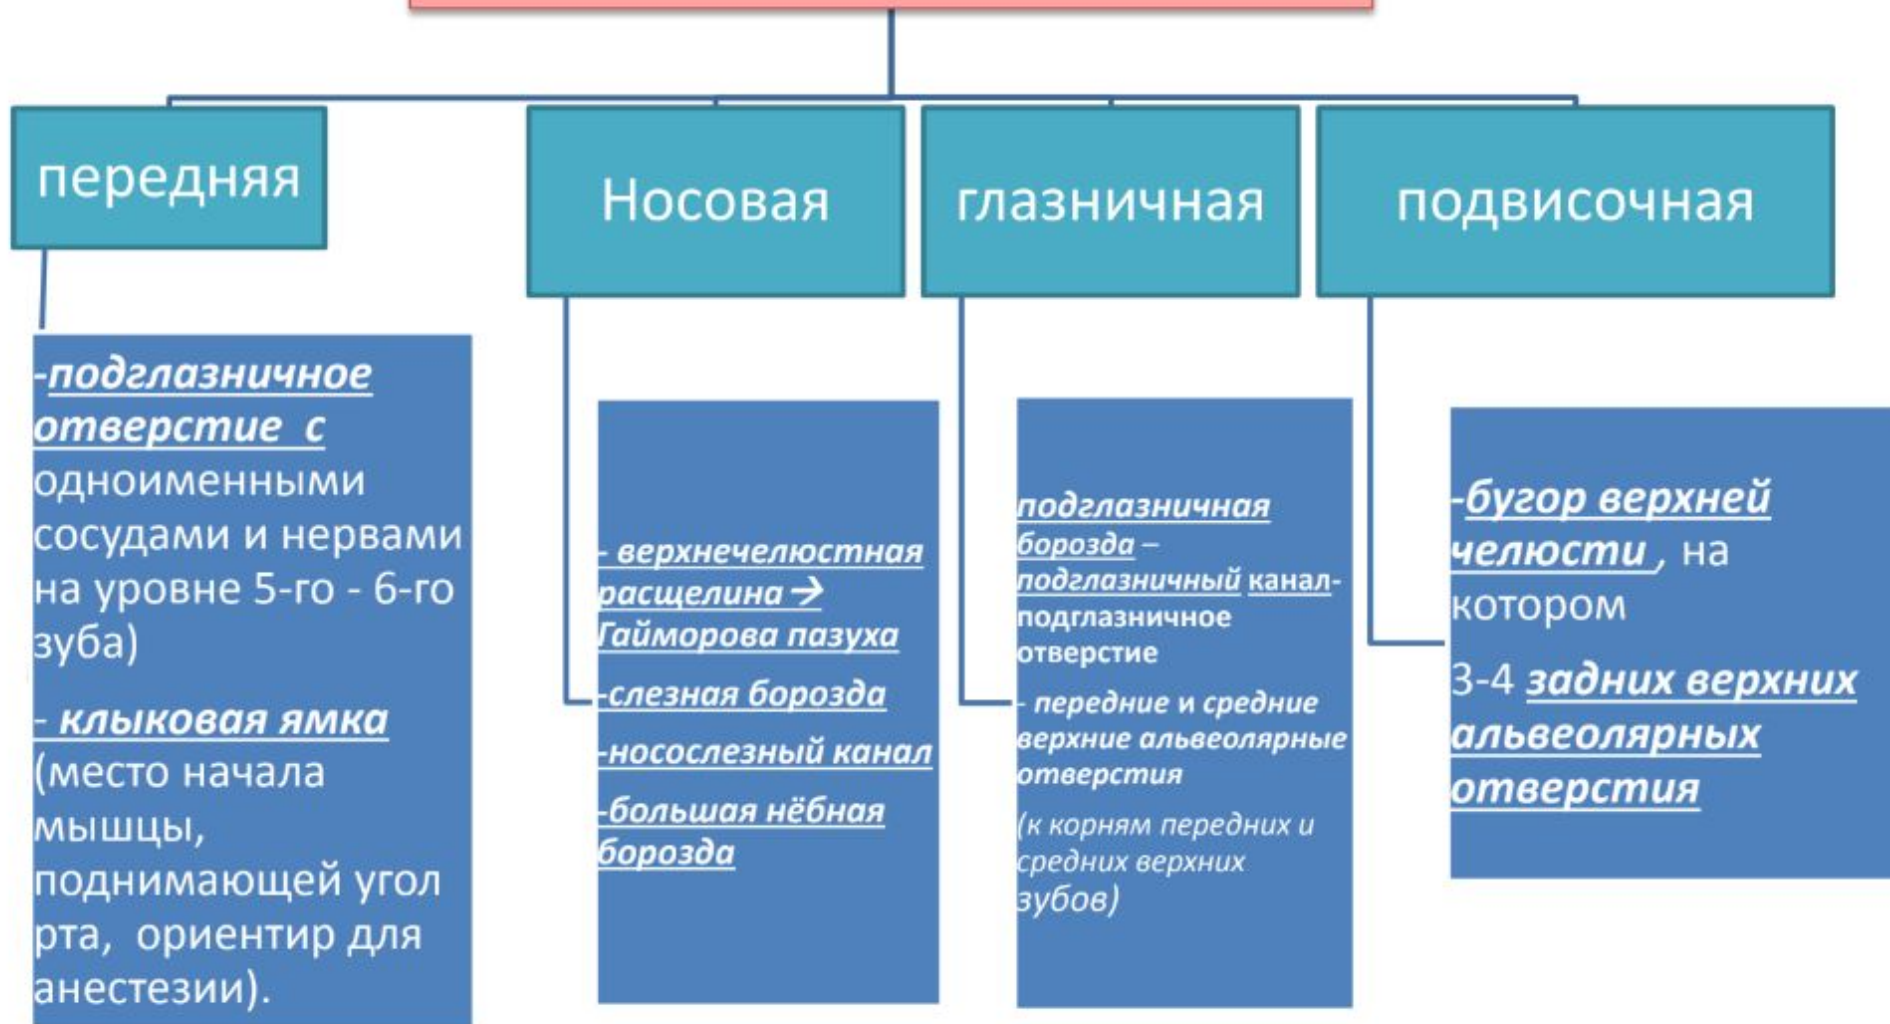 передняя
Носовая
глазничная
подвисочная
-подглазничное
отверстие с
одноименными
сосудами и нервами
на уровне 5-го - 6-го
зуба)
- клыковая ямка
(место начала
мышцы,
поднимающей угол
рта, ориентир для
анестезии).
- верхнечелюстная
расщелина→
Гайморова пазуха
-слезная борозда
-носослезный канал
-большая нёбная
борозда
подглазничная
борозда –
подглазничный канал-
подглазничное
отверстие
- передние и средние
верхние альвеолярные
отверстия
(к корням передних и
средних верхних
зубов)
-бугор верхней
челюсти , на
котором
3-4 задних верхних
альвеолярных
отверстия